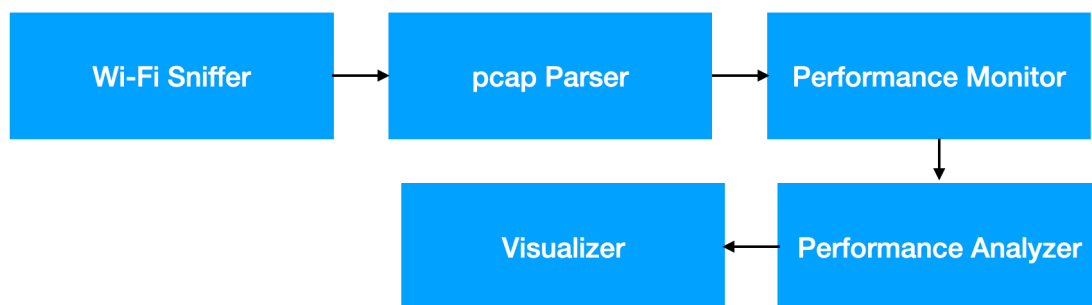 Wi-Fi Sniffer
pcap Parser
Performance Monitor
Performance Analyzer
Visualizer